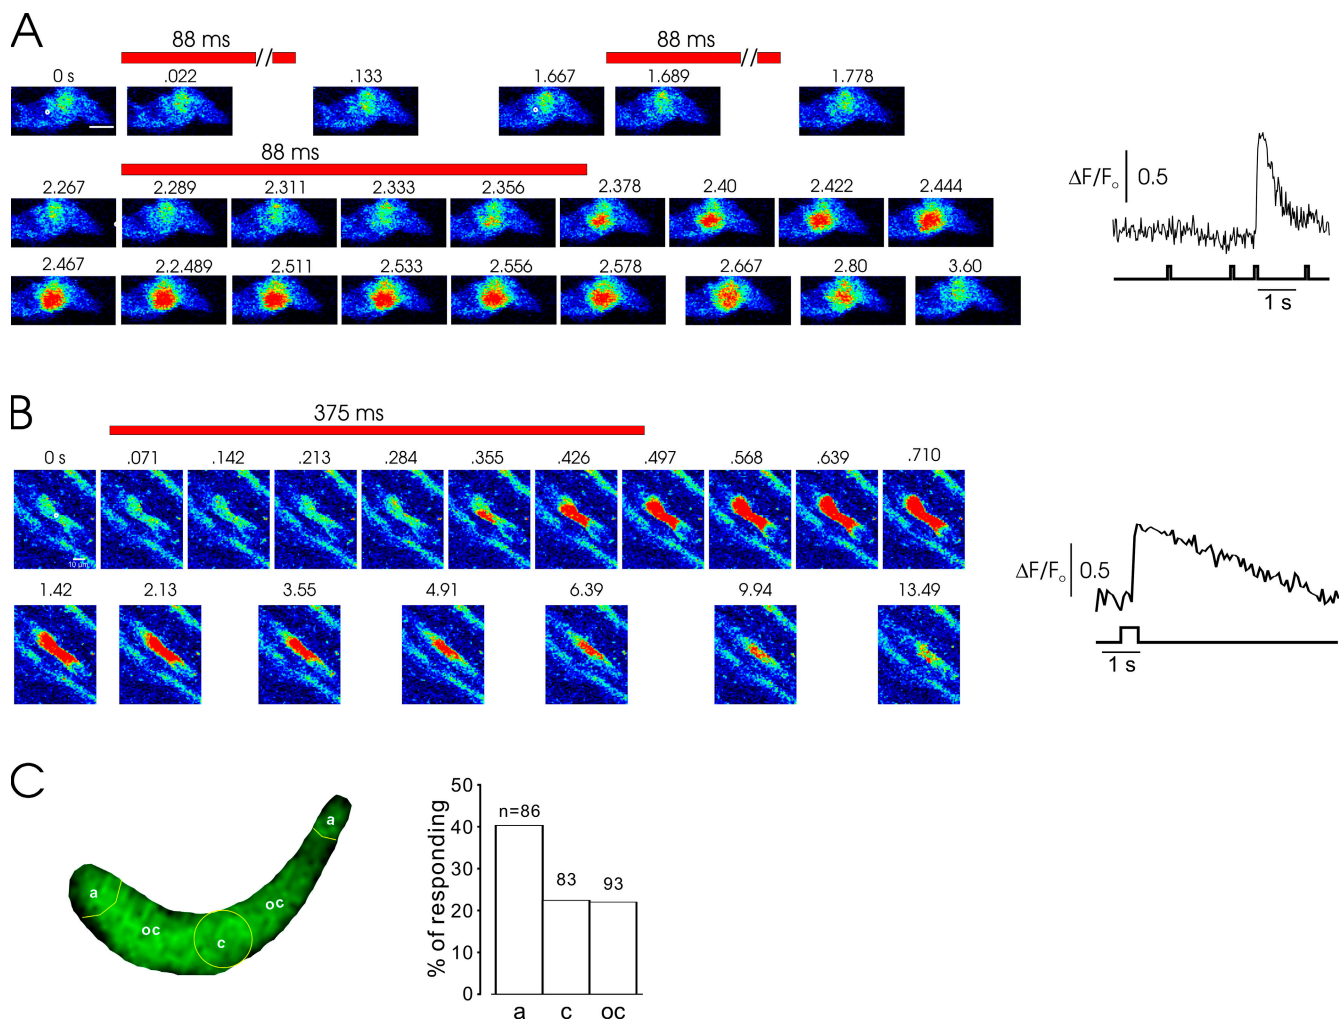 A
88 ms
88 ms
0 s .022 .133 1.667 1.689 1.778
88 ms
2.267 2.289 2.311 2.333 2.356 2.378 2.40 2.422 2.444
2.467 2.2.489 2.511 2.533 2.556 2.578 2.667 2.80 3.60
ΔF/Fo 0.5
1 s
B
375 ms
0 s .071 .142 .213 .284 .355 .426 .497 .568 .639 .710
10 µm
1.42 2.13 3.55 4.91 6.39 9.94 13.49
ΔF/Fo 0.5
1 s
C
a
a
oc
oc
c
% of responding
50
40
30
20
10
0
n=86
83
93
a c oc